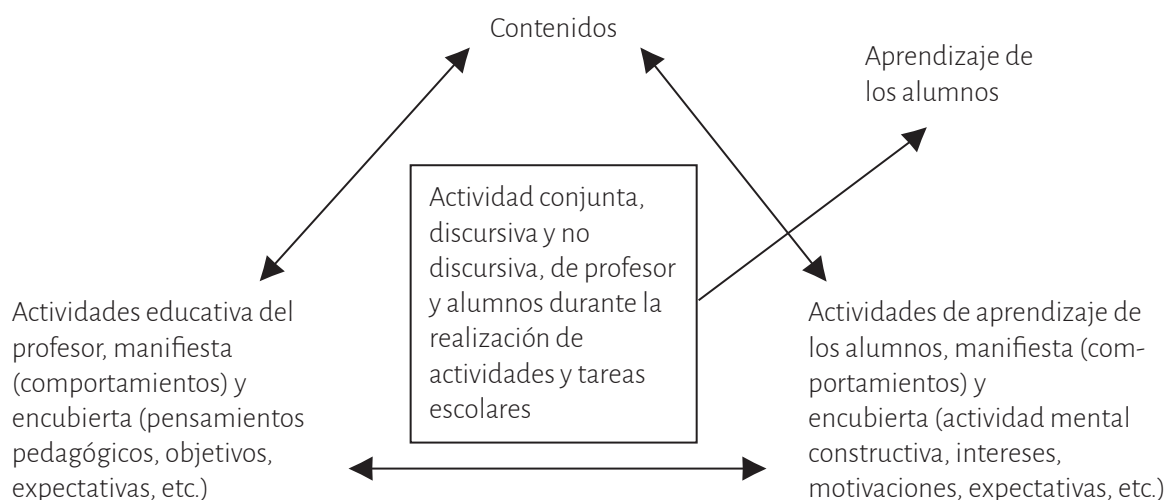 Contenidos
Aprendizaje de
los alumnos
Actividad conjunta,
discursiva y no
discursiva, de profesor
y alumnos durante la
realización de
actividades y tareas
escolares
Actividades educativa del
profesor, manifiesta
(comportamientos) y
encubierta (pensamientos
pedagógicos, objetivos,
expectativas, etc.)
Actividades de aprendizaje de
los alumnos, manifiesta (com-
portamientos) y
encubierta (actividad mental
constructiva, intereses,
motivaciones, expectativas, etc.)